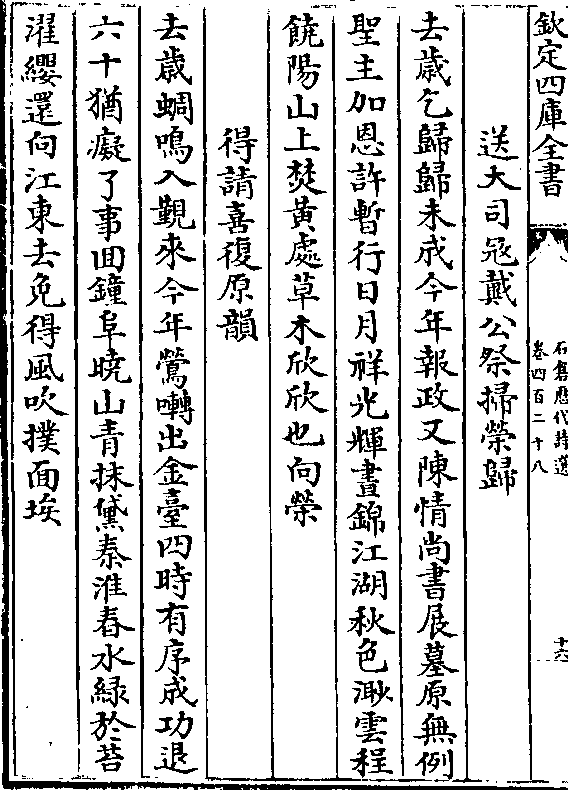 欽定四庫全書
石倉歷代詩選
卷四百二十八
十六
送大司冦戴公祭掃榮歸
去歳乞歸歸未成今年報政又陳情尚書展墓原無例
聖主加恩許暫行日月祥光輝晝錦江湖秋色渺雲程
饒陽山上焚黃處草木欣欣也向榮
得請喜復原韻
去歳蜩鳴入覲來今年鶯囀出金臺四時有序成功退
六十猶癡了事囬鐘阜曉山青抹黛秦淮春水緑於苔
濯纓還向江東去免得風吹撲面埃